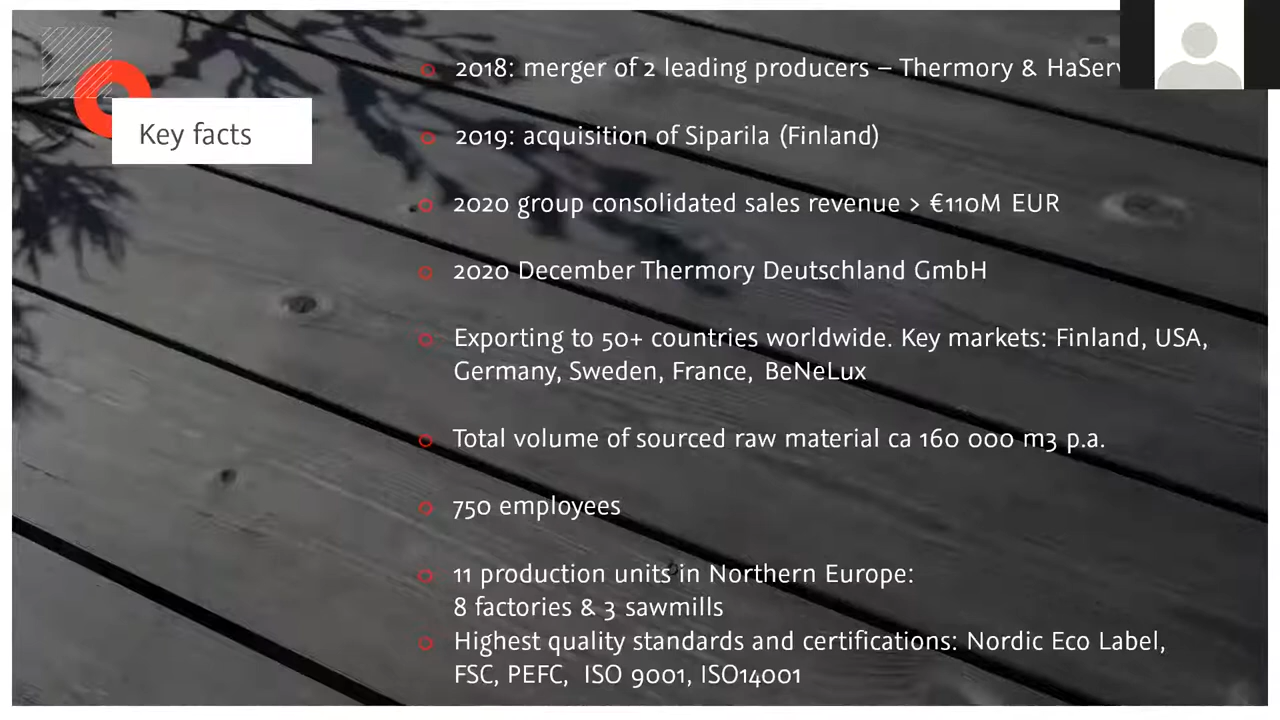 Key facts
2018: merger of 2 leading producers – Thermory & HaSer
2019: acquisition of Siparila (Finland)
2020 group consolidated sales revenue > €110M EUR
2020 December Thermory Deutschland GmbH
Exporting to 50+ countries worldwide. Key markets: Finland, USA,
Germany, Sweden, France, BeNeLux
Total volume of sourced raw material ca 160 000 m3 p.a.
750 employees
11 production units in Northern Europe:
8 factories & 3 sawmills
Highest quality standards and certifications: Nordic Eco Label,
FSC, PEFC, ISO 9001, ISO14001